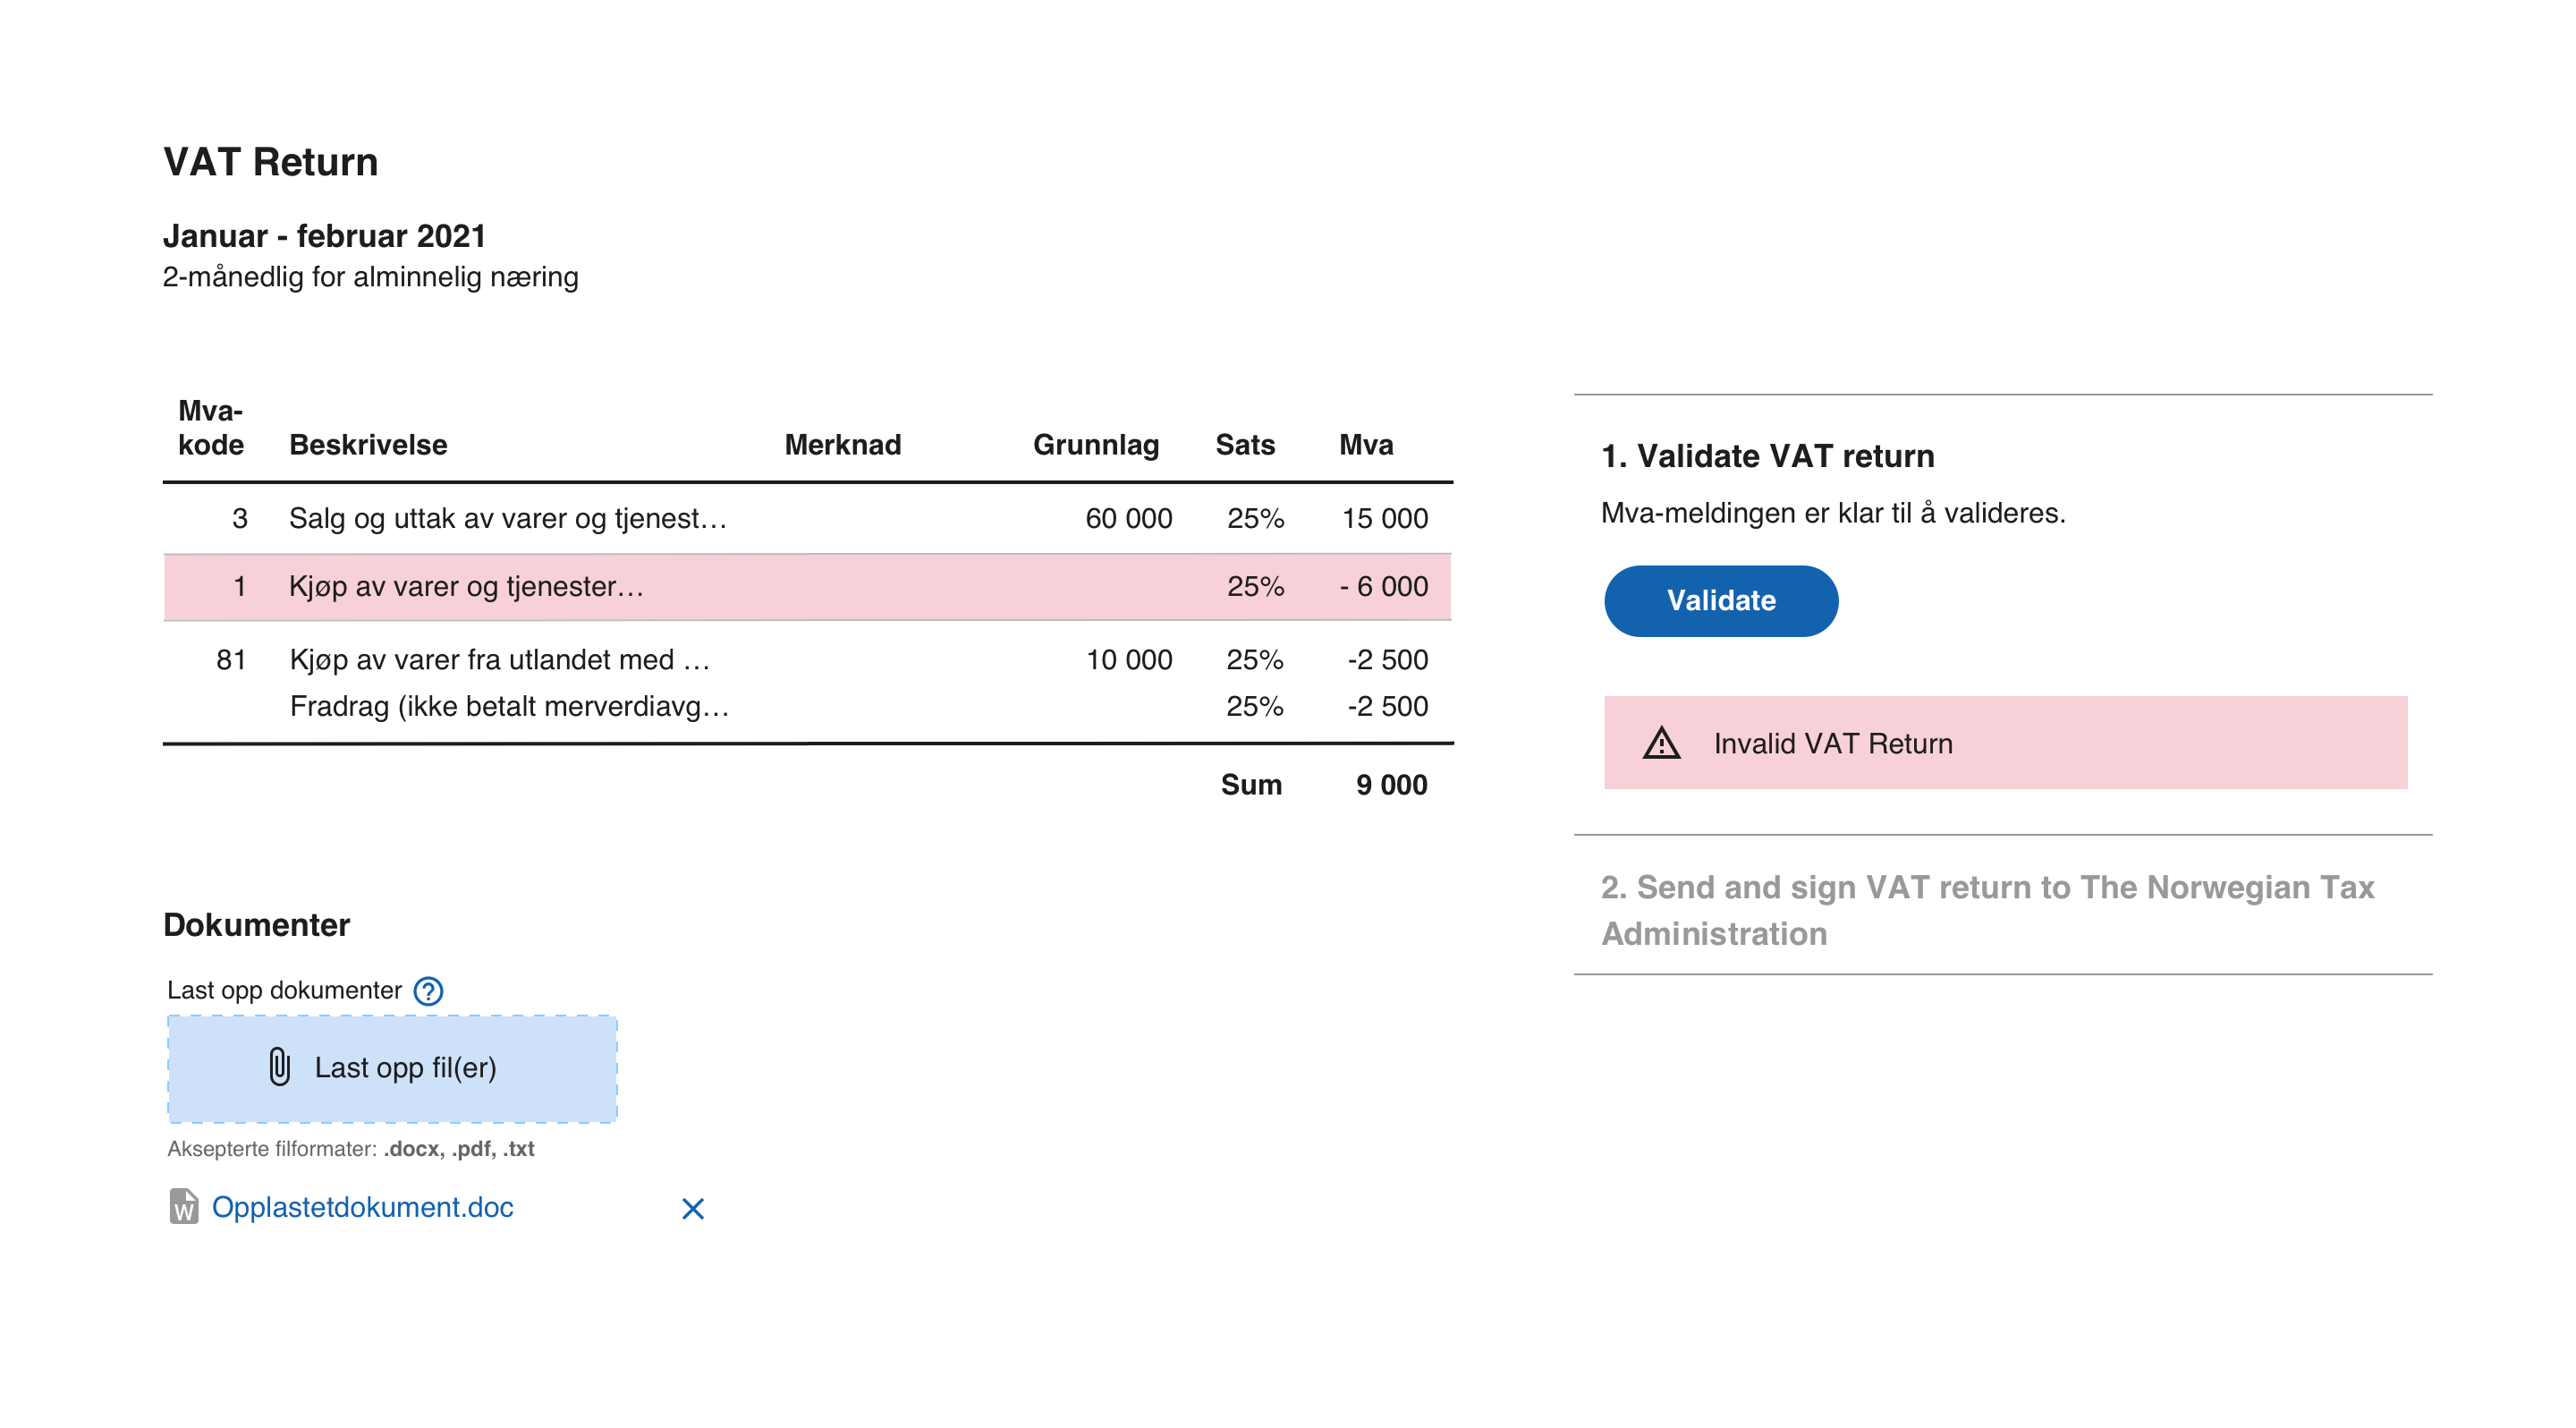 VAT Return
Januar - februar 2021
2-månedlig for alminnelig næring
Mva-
kode Beskrivelse Merknad Grunnlag Sats Mva
3 Salg og uttak av varer og tjenest... 60 000 25% 15 000
1 Kjøp av varer og tjenester... 25% - 6 000
81 Kjøp av varer fra utlandet med ... 10 000 25% -2 500
Fradrag (ikke betalt merverdiavg... 25% -2 500
Sum 9 000
Dokumenter
Last opp dokumenter ?
Last opp fil(er)
Aksepterte filformater: .docx, .pdf, .txt
W Opplastetdokument.doc
1. Validate VAT return
Mva-meldingen er klar til å valideres.
Validate
Invalid VAT Return
2. Send and sign VAT return to The Norwegian Tax
Administration